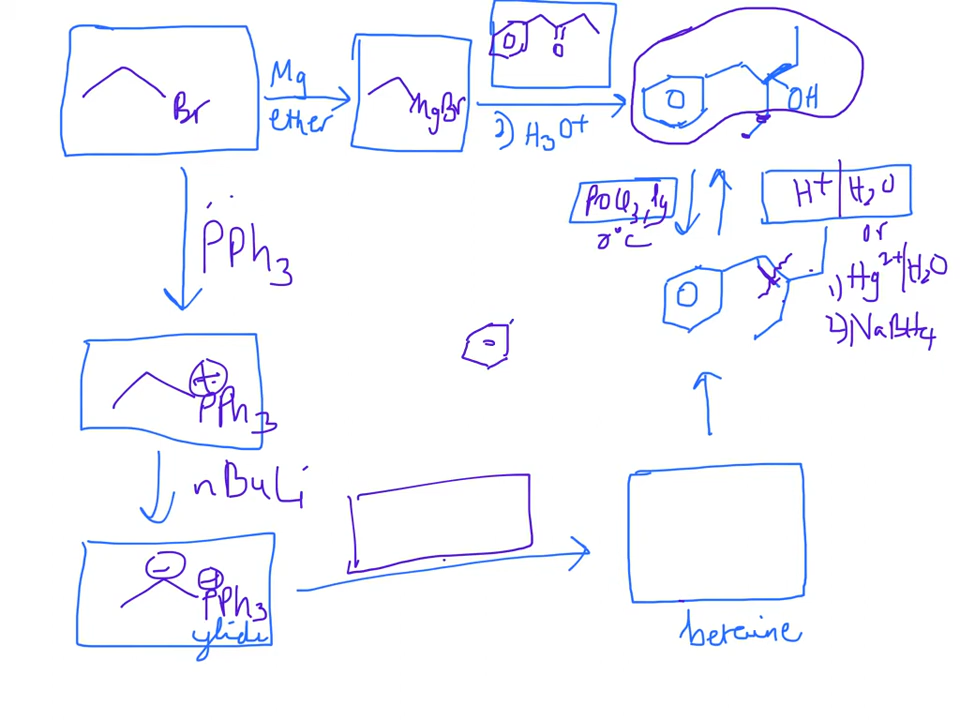 Br
Mg
ether
MgBr
O
2) H3O+
OH
POCl3, Py
0°C
H+ | H2O
or
1) Hg2+/H2O
2) NaBH4
P̈Ph3
⊕
PPh3
nBuLi
⊖
⊕
PPh3
ylide
betaine